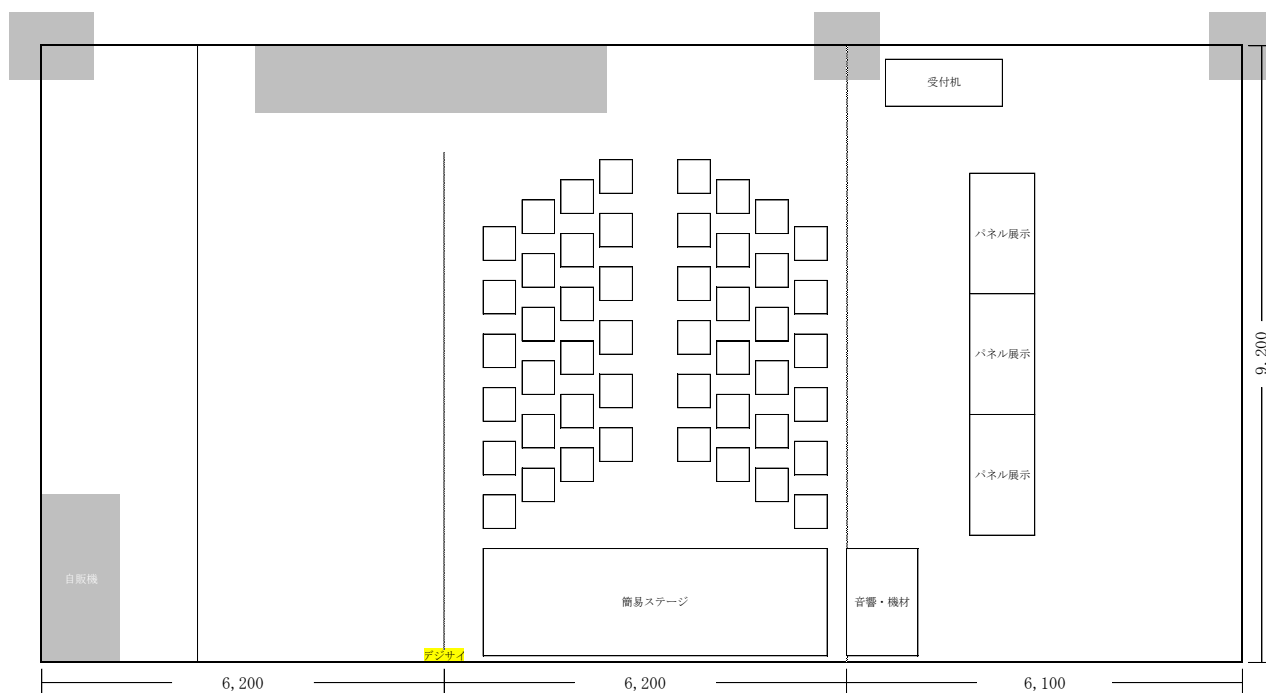 受付机
パネル展示
パネル展示
9,200
パネル展示
自販機
簡易ステージ
音響・機材
デジサイ
6,200
6,200
6,100